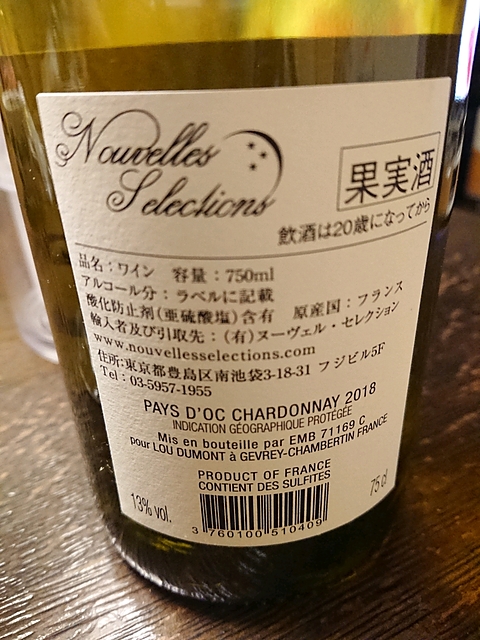 Nouvelles
Selections
果実酒
飲酒は20歳になってから
品名：ワイン 容量：750ml
アルコール分：ラベルに記載
酸化防止剤(亜硫酸塩)含有 原産国：フランス
輸入者及び引取先：(有)ヌーヴェル・セレクション
www.nouvellesselections.com
住所:東京都豊島区南池袋3-18-31 フジビル5F
Tel：03-5957-1955
PAYS D'OC CHARDONNAY 2018
INDICATION GÉOGRAPHIQUE PROTÉGÉE
Mis en bouteille par EMB 71169 C
pour LOU DUMONT à GEVREY-CHAMBERTIN FRANCE
PRODUCT OF FRANCE
CONTIENT DES SULFITES
13% vol.
75 cl
3 760100 510409